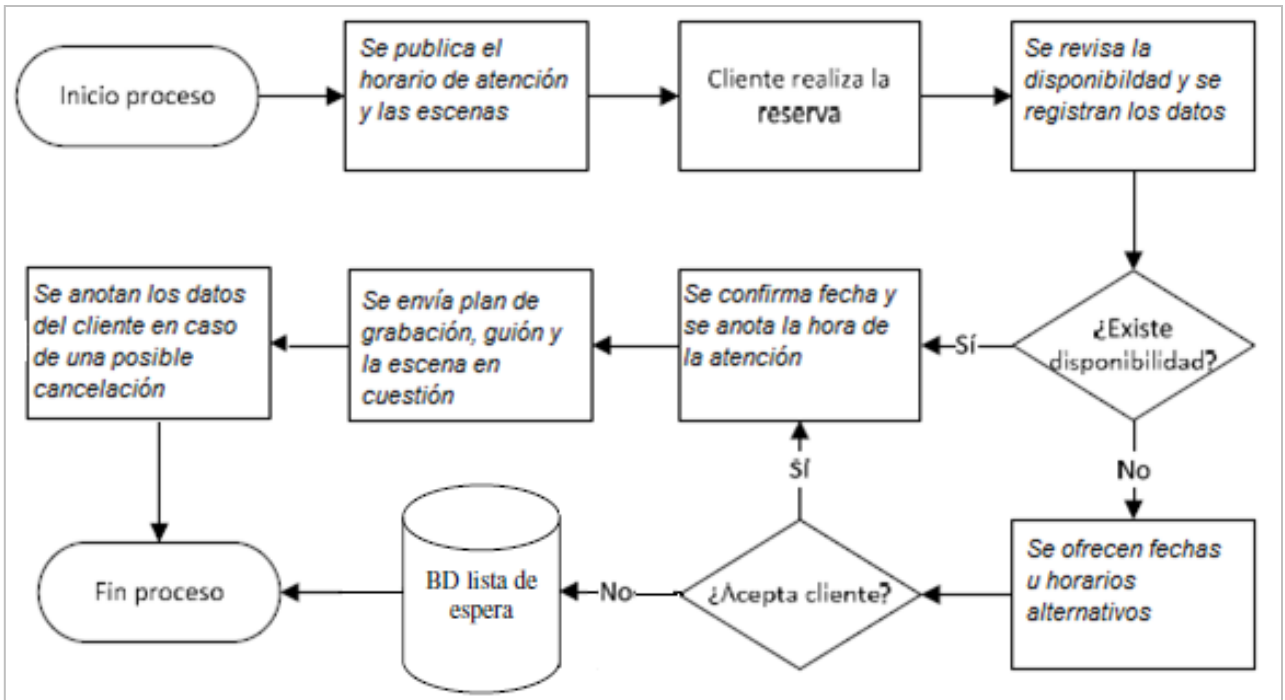 Inicio proceso
Se publica el
horario de atención
y las escenas
Cliente realiza la
reserva
Se revisa la
disponibildad y se
registran los datos
¿Existe
disponibilidad?
Sí
Se confirma fecha y
se anota la hora de
la atención
Se envía plan de
grabación, guión y
la escena en
cuestión
Se anotan los datos
del cliente en caso
de una posible
cancelación
No
Se ofrecen fechas
u horarios
alternativos
¿Acepta cliente?
Sí
No
BD lista de
espera
Fin proceso